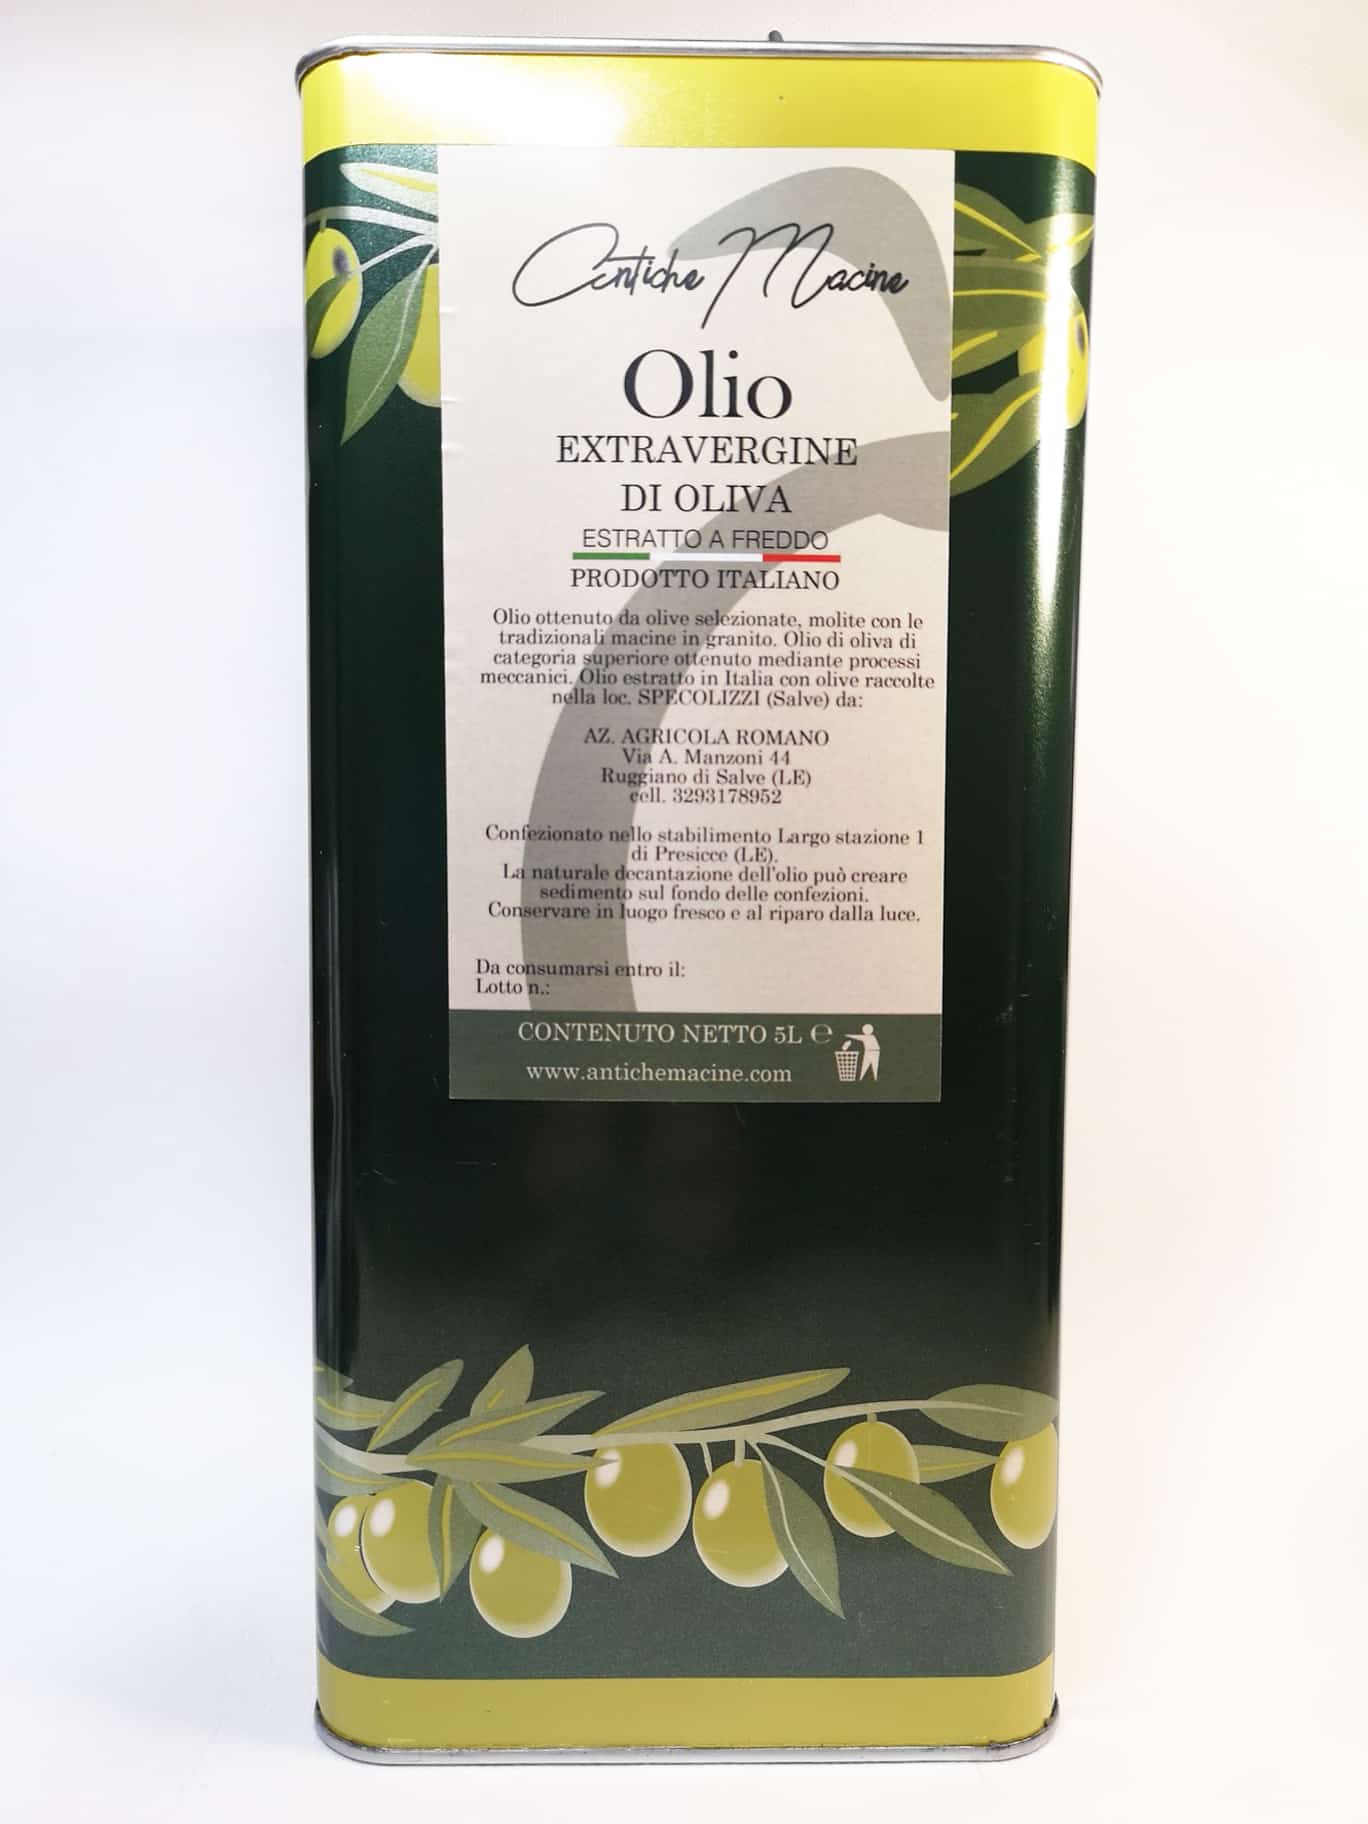 Antiche Macine
Olio
EXTRAVERGINE
DI OLIVA
ESTRATTO A FREDDO
PRODOTTO ITALIANO
Olio ottenuto da olive selezionate, molite con le
tradizionali macine in granito. Olio di oliva di
categoria superiore ottenuto mediante processi
meccanici. Olio estratto in Italia con olive raccolte
nella loc. SPECOLIZZI (Salve) da:
AZ. AGRICOLA ROMANO
Via A. Manzoni 44
Ruggiano di Salve (LE)
cell. 3293178952
Confezionato nello stabilimento Largo stazione 1
di Presicce (LE).
La naturale decantazione dell'olio può creare
sedimento sul fondo delle confezioni.
Conservare in luogo fresco e al riparo dalla luce.
Da consumarsi entro il:
Lotto n.:
CONTENUTO NETTO 5L ℮
www.antichemacine.com